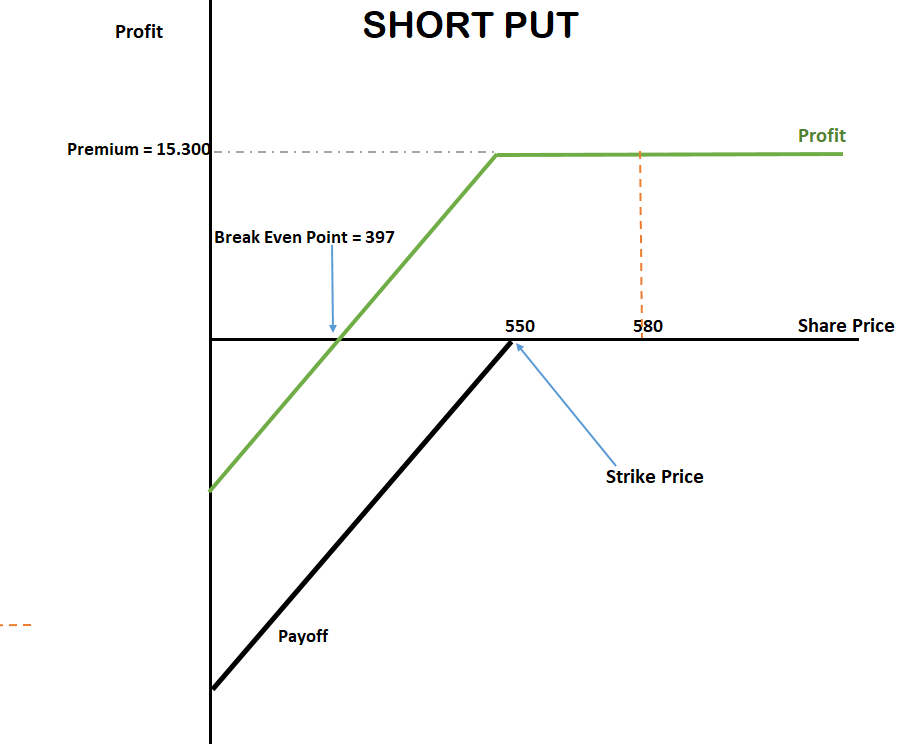 SHORT PUT
Profit
Profit
Premium = 15.300
Break Even Point = 397
550
580
Share Price
Strike Price
Payoff